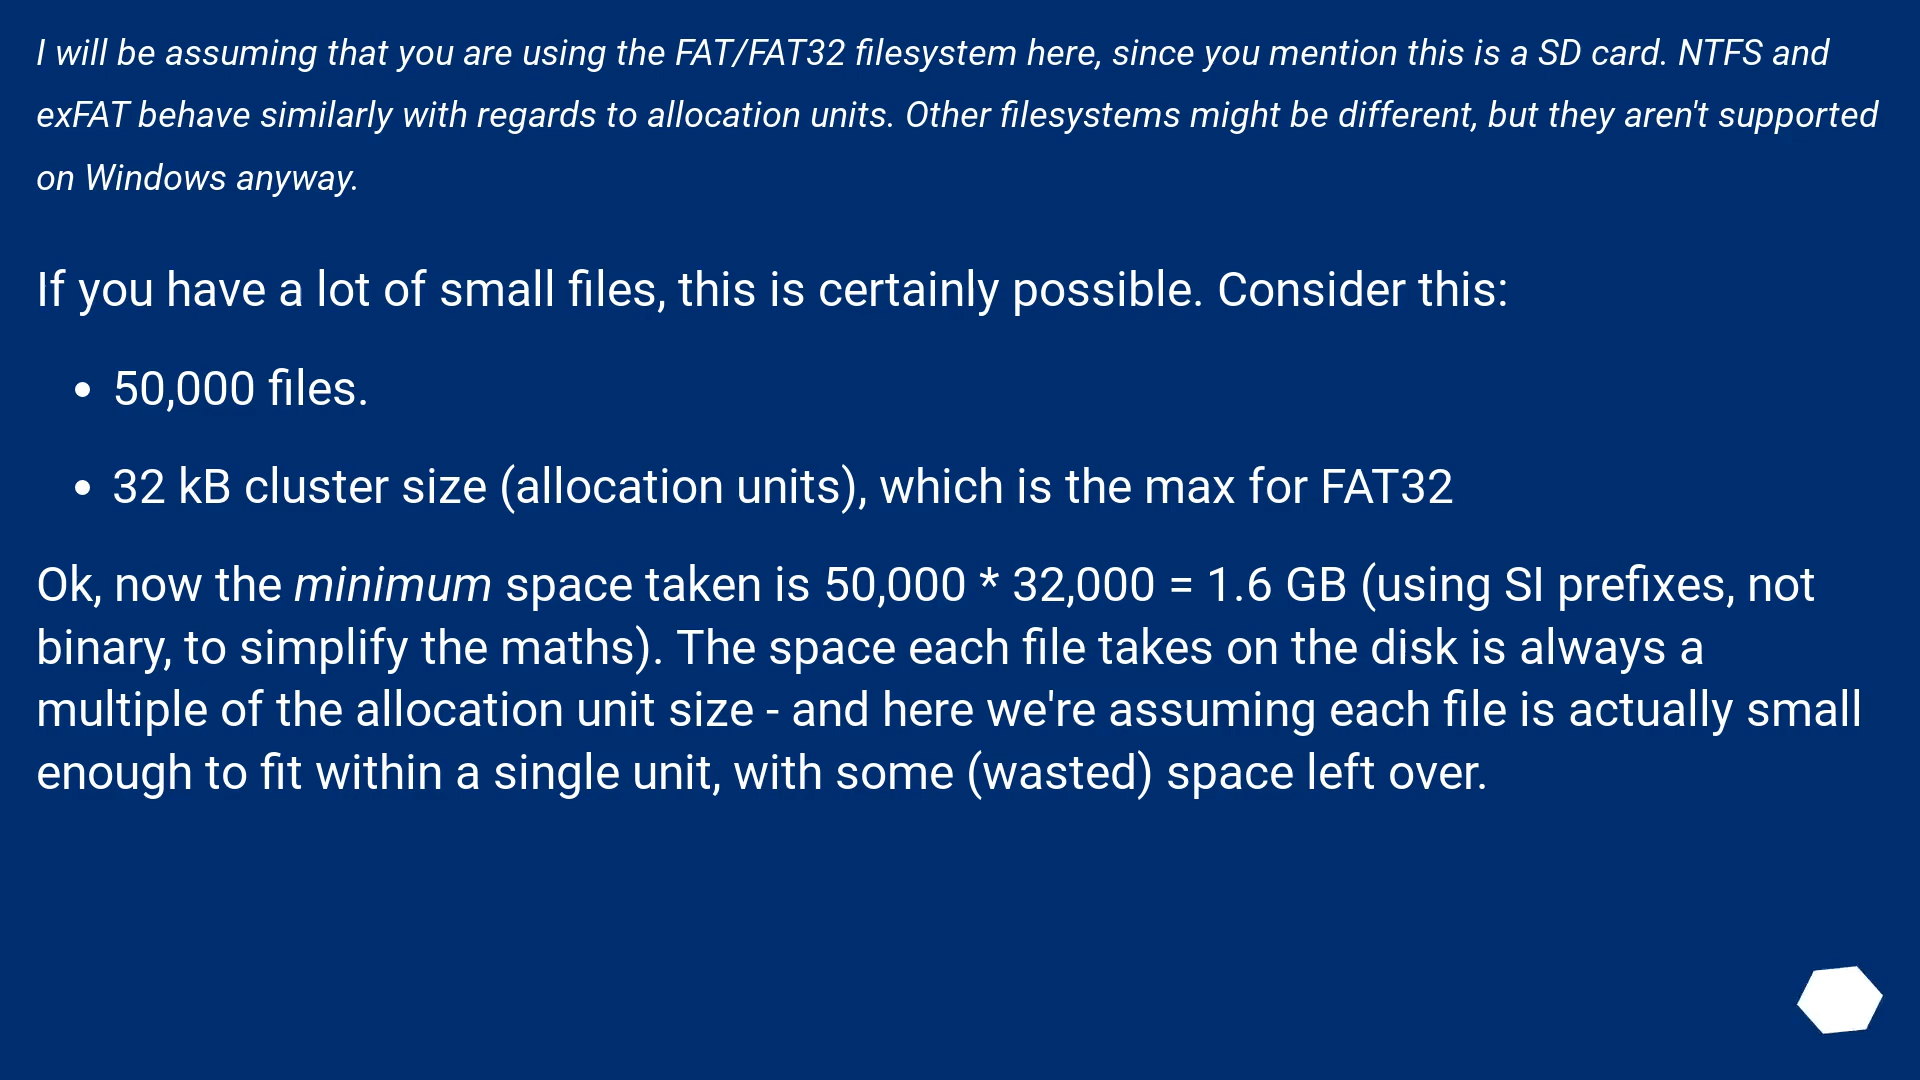 I will be assuming that you are using the FAT/FAT32 filesystem here, since you mention this is a SD card. NTFS and
exFAT behave similarly with regards to allocation units. Other filesystems might be different, but they aren't supported
on Windows anyway.
If you have a lot of small files, this is certainly possible. Consider this:
• 50,000 files.
• 32 kB cluster size (allocation units), which is the max for FAT32
Ok, now the minimum space taken is 50,000 * 32,000 = 1.6 GB (using SI prefixes, not
binary, to simplify the maths). The space each file takes on the disk is always a
multiple of the allocation unit size - and here we're assuming each file is actually small
enough to fit within a single unit, with some (wasted) space left over.